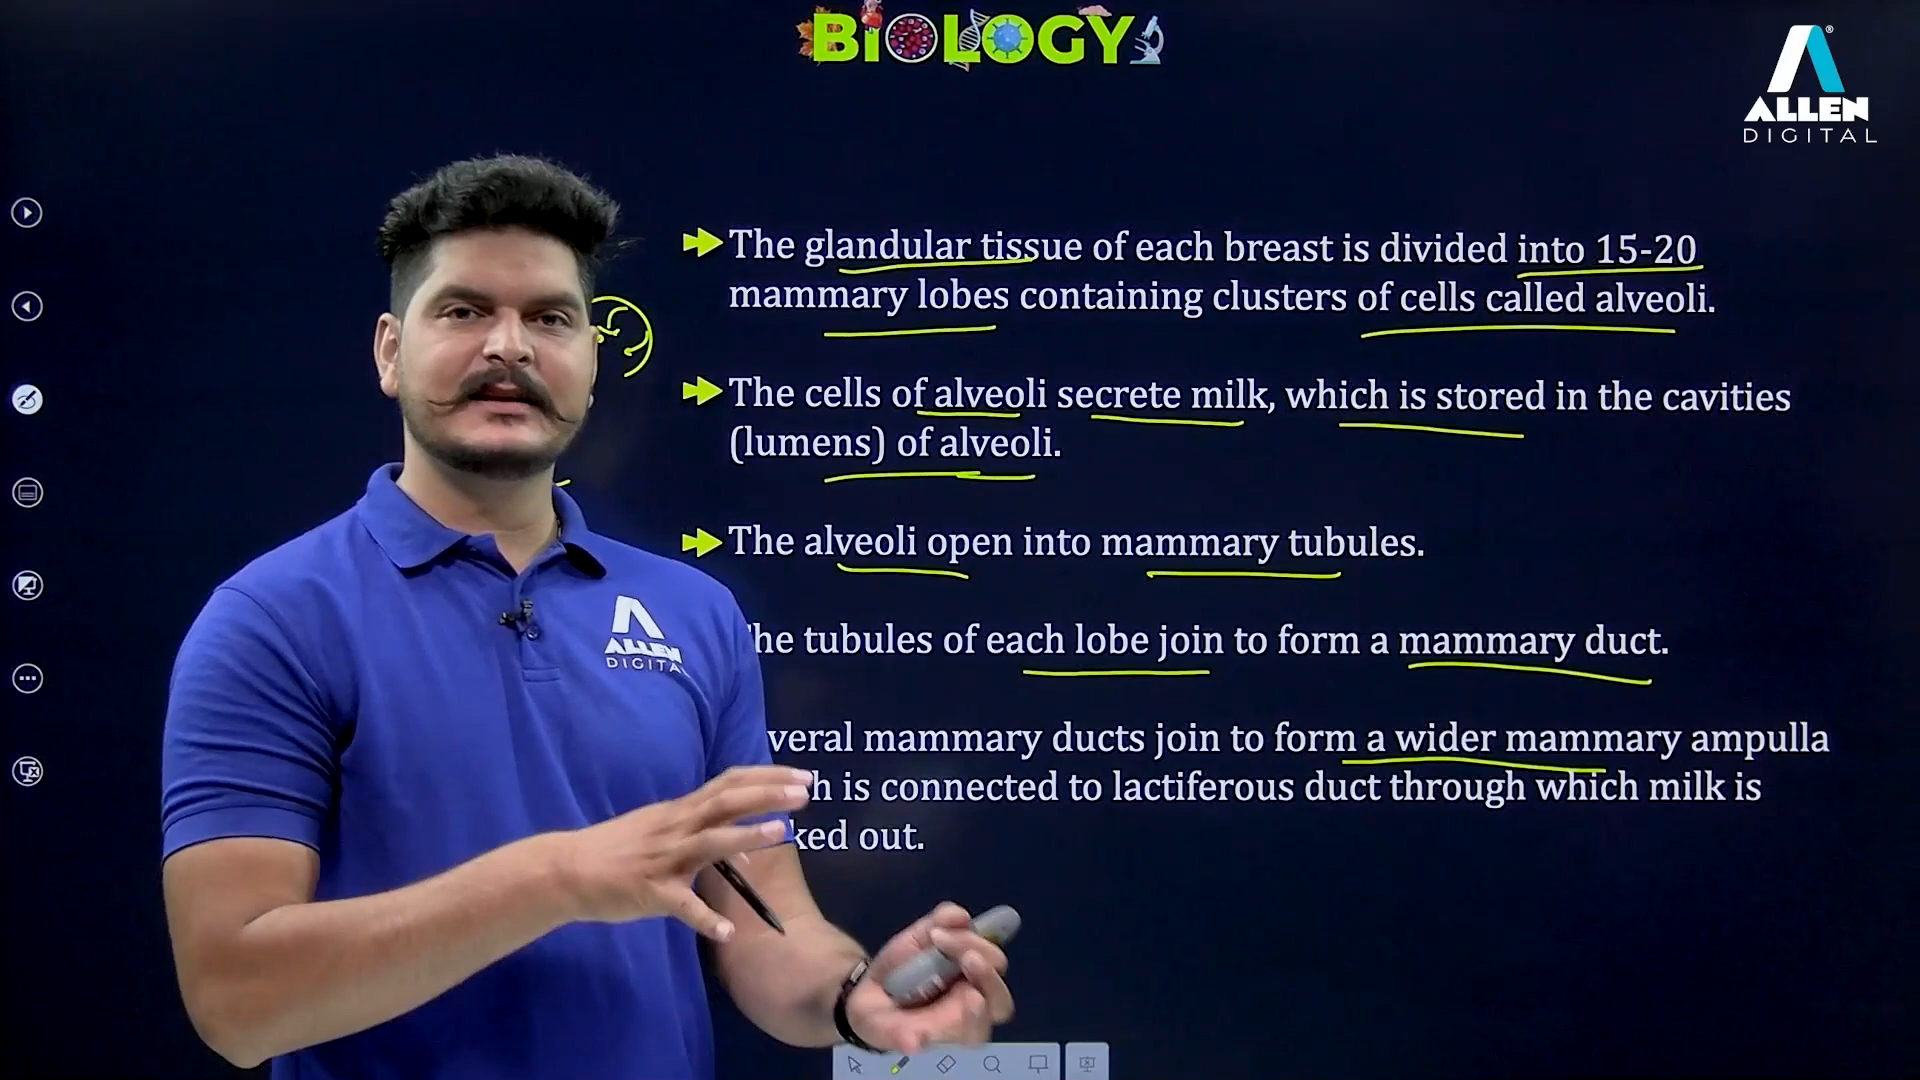 BIOLOGY
ALLEN
DIGITAL
The glandular tissue of each breast is divided into 15-20
mammary lobes containing clusters of cells called alveoli.
The cells of alveoli secrete milk, which is stored in the cavities
(lumens) of alveoli.
The alveoli open into mammary tubules.
he tubules of each lobe join to form a mammary duct.
veral mammary ducts join to form a wider mammary ampulla
h is connected to lactiferous duct through which milk is
ked out.
ALLEN
DIGITA